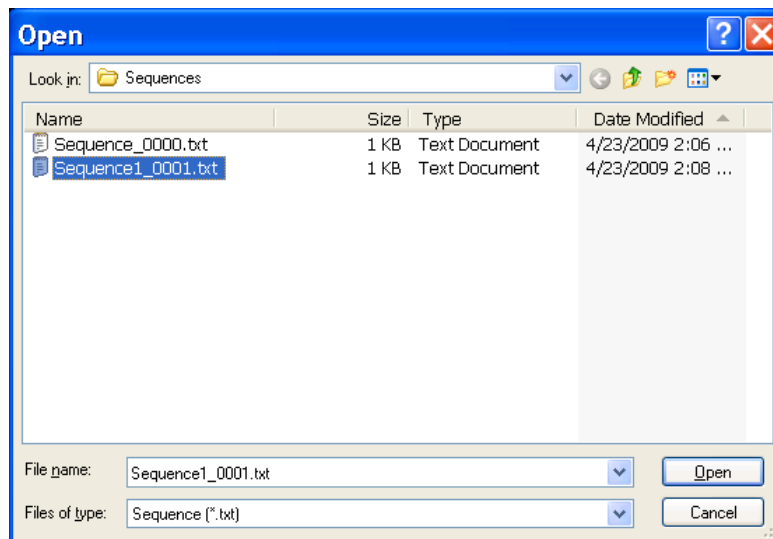 Open
Look in: Sequences
Name Size Type Date Modified
Sequence_0000.txt 1 KB Text Document 4/23/2009 2:06 ...
Sequence1_0001.txt 1 KB Text Document 4/23/2009 2:08 ...
File name: Sequence1_0001.txt Open
Files of type: Sequence (*.txt) Cancel